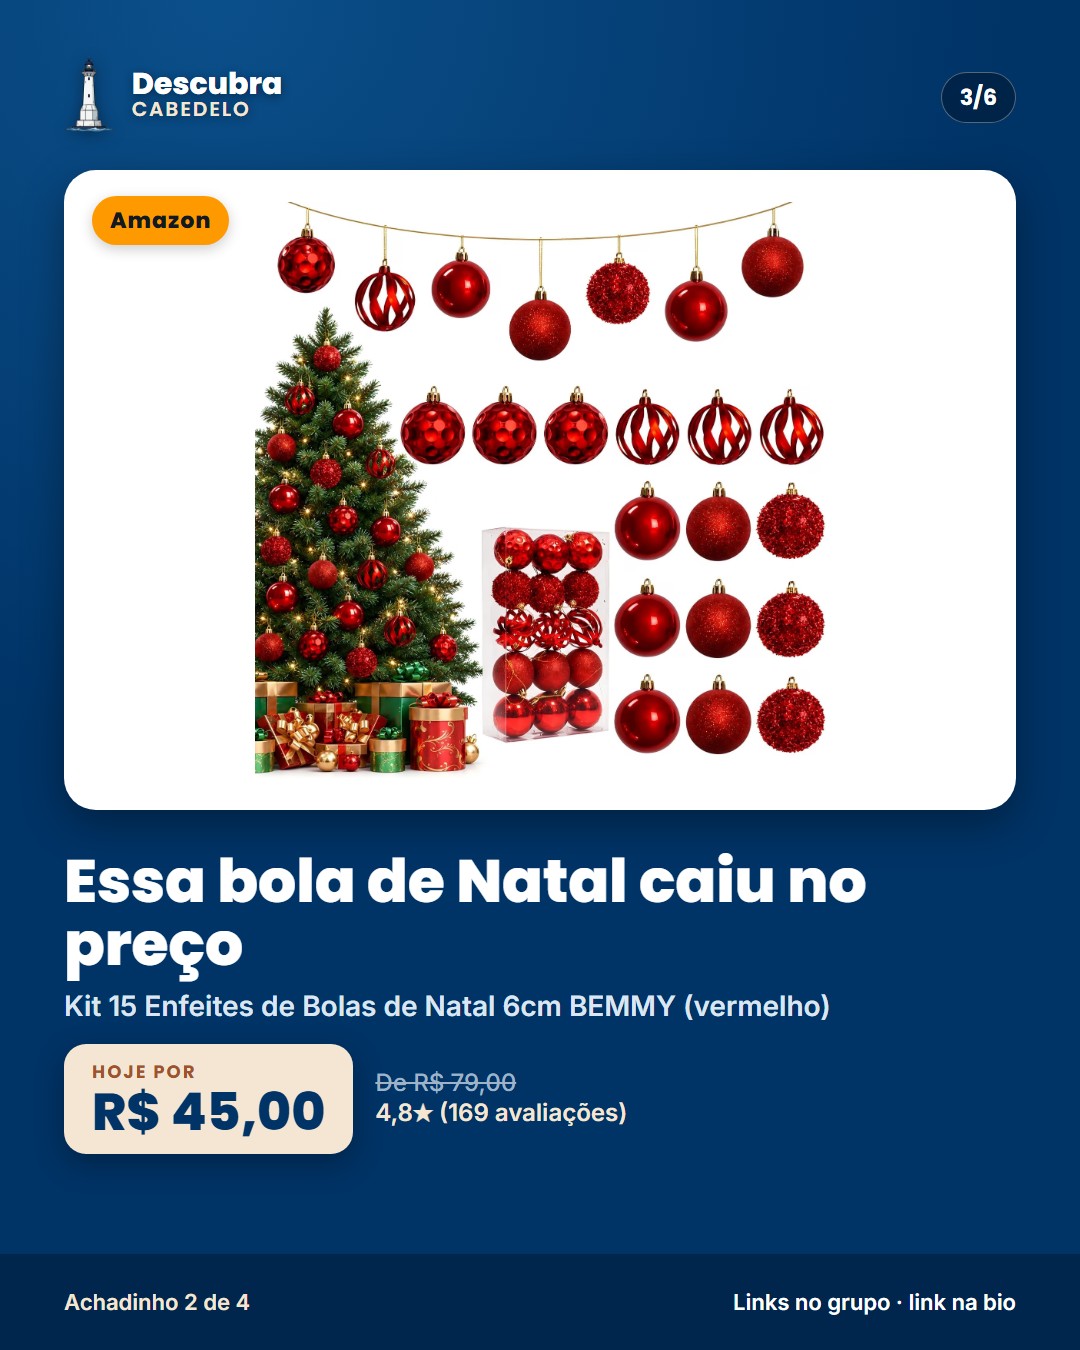 Descubra
CABEDELO
3/6
Amazon
Essa bola de Natal caiu no
preço
Kit 15 Enfeites de Bolas de Natal 6cm BEMMY (vermelho)
HOJE POR
R$ 45,00
De R$ 79,00
4,8★ (169 avaliações)
Achadinho 2 de 4
Links no grupo · link na bio